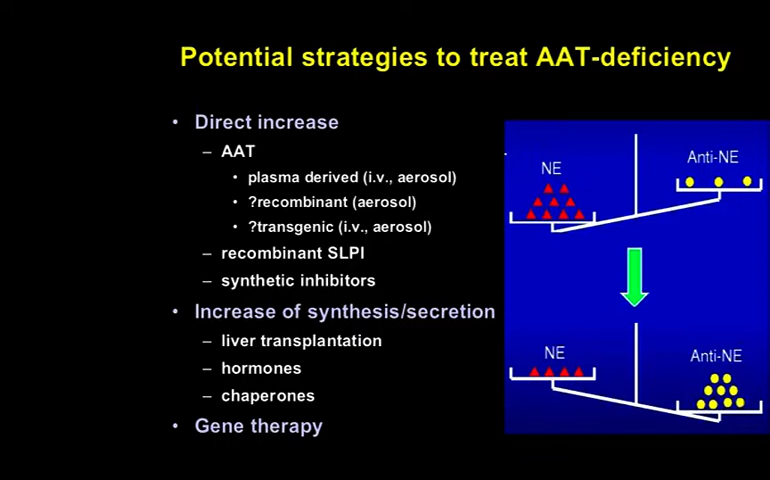 Potential strategies to treat AAT-deficiency
• Direct increase
– AAT
• plasma derived (i.v., aerosol)
• ?recombinant (aerosol)
• ?transgenic (i.v., aerosol)
– recombinant SLPI
– synthetic inhibitors
• Increase of synthesis/secretion
– liver transplantation
– hormones
– chaperones
• Gene therapy
NE
Anti-NE
NE
Anti-NE